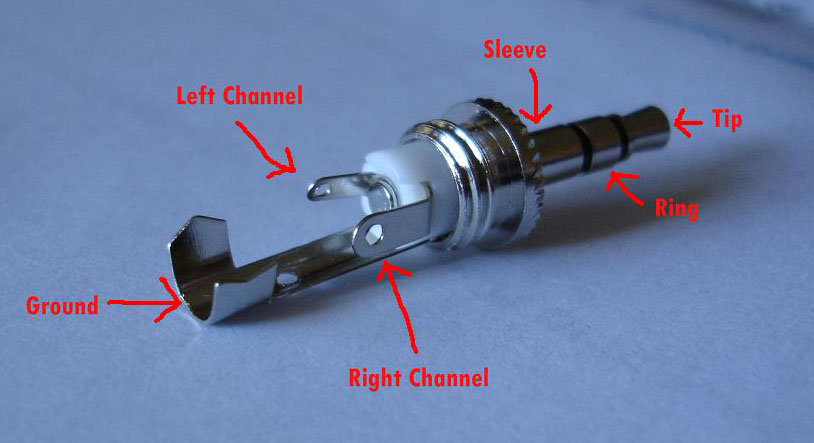 Sleeve
Left Channel
Tip
Ring
Ground
Right Channel